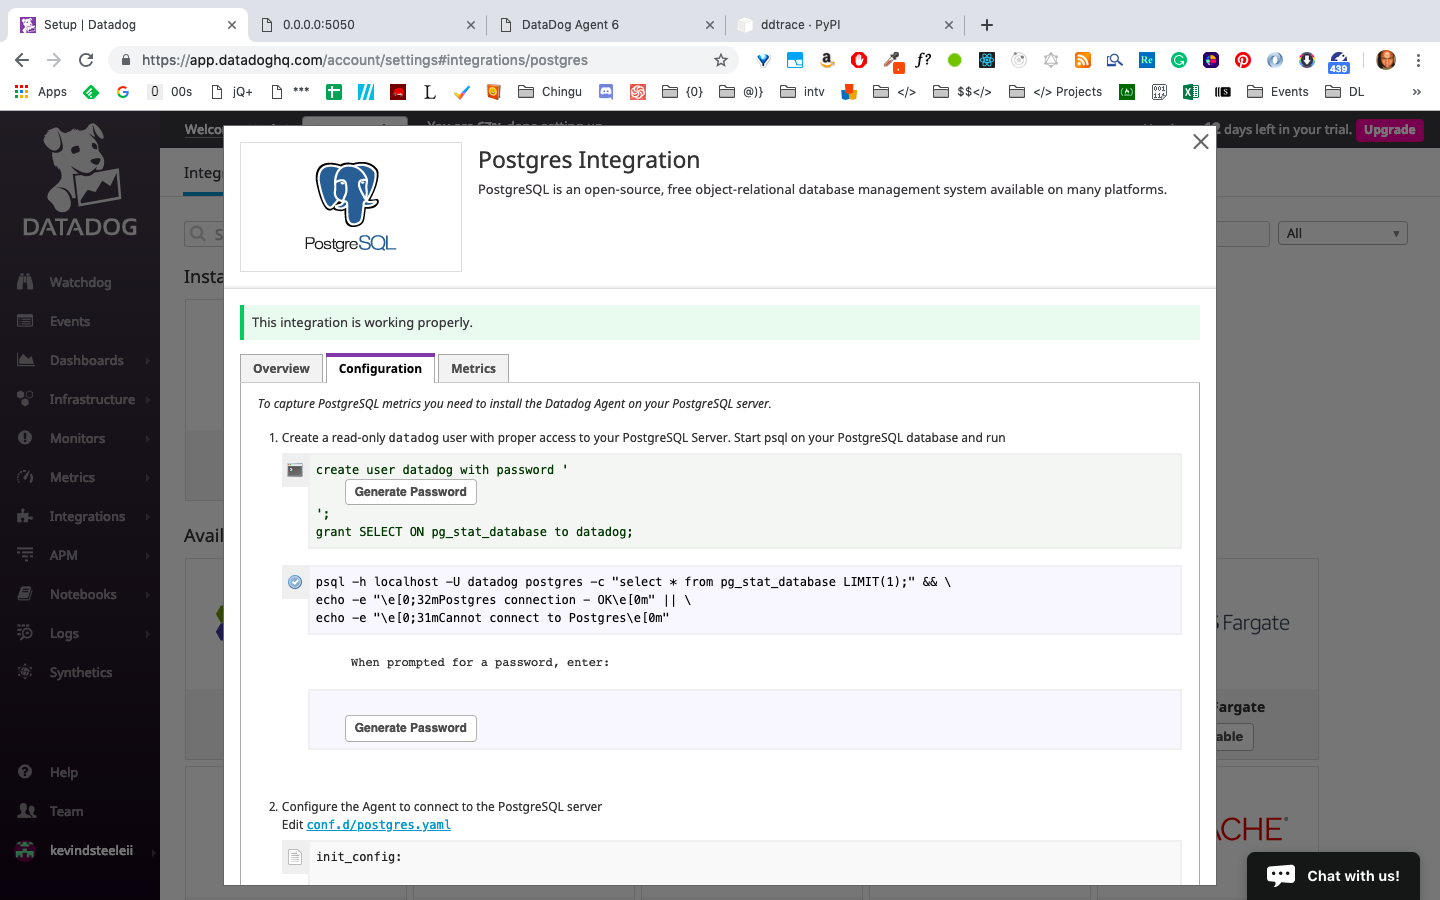 Setup | Datadog
0.0.0.0:5050
DataDog Agent 6
ddtrace · PyPI
https://app.datadoghq.com/account/settings#integrations/postgres
f?
Re
439
Apps
0 00s
jQ+
***
L
Chingu
{0}
@)}
intv
</>
$$</>
</> Projects
Events
DL
»
days left in your trial. Upgrade
DATADOG
All
Watchdog
Events
Dashboards
Infrastructure
Monitors
Metrics
Integrations
APM
Notebooks
Logs
Synthetics
Help
Team
kevindsteeleii
PostgreSQL
Postgres Integration
PostgreSQL is an open-source, free object-relational database management system available on many platforms.
This integration is working properly.
Overview
Configuration
Metrics
To capture PostgreSQL metrics you need to install the Datadog Agent on your PostgreSQL server.
1. Create a read-only datadog user with proper access to your PostgreSQL Server. Start psql on your PostgreSQL database and run
create user datadog with password '
Generate Password
';
grant SELECT ON pg_stat_database to datadog;
psql -h localhost -U datadog postgres -c "select * from pg_stat_database LIMIT(1);" && \
echo -e "\e[0;32mPostgres connection - OK\e[0m" || \
echo -e "\e[0;31mCannot connect to Postgres\e[0m"
When prompted for a password, enter:
Generate Password
2. Configure the Agent to connect to the PostgreSQL server
Edit conf.d/postgres.yaml
init_config:
Fargate
Chat with us!